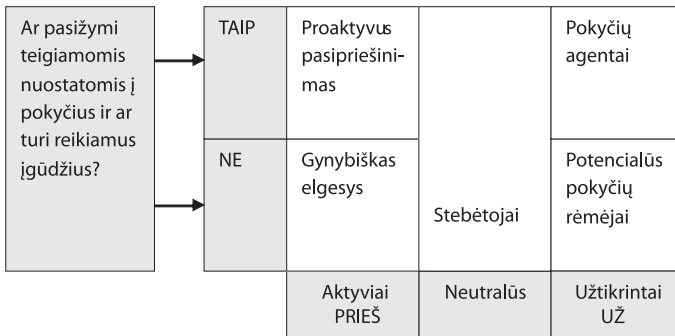 Ar pasižymi
teigiamomis
nuostatomis į
pokyčius ir ar
turi reikiamus
įgūdžius?
TAIP
Proaktyvus
pasipriešini-
mas
Pokyčių
agentai
NE
Gynybiškas
elgesys
Stebėtojai
Potencialūs
pokyčių
rėmėjai
Aktyviai
PRIEŠ
Neutralūs
Užtikrintai
UŽ